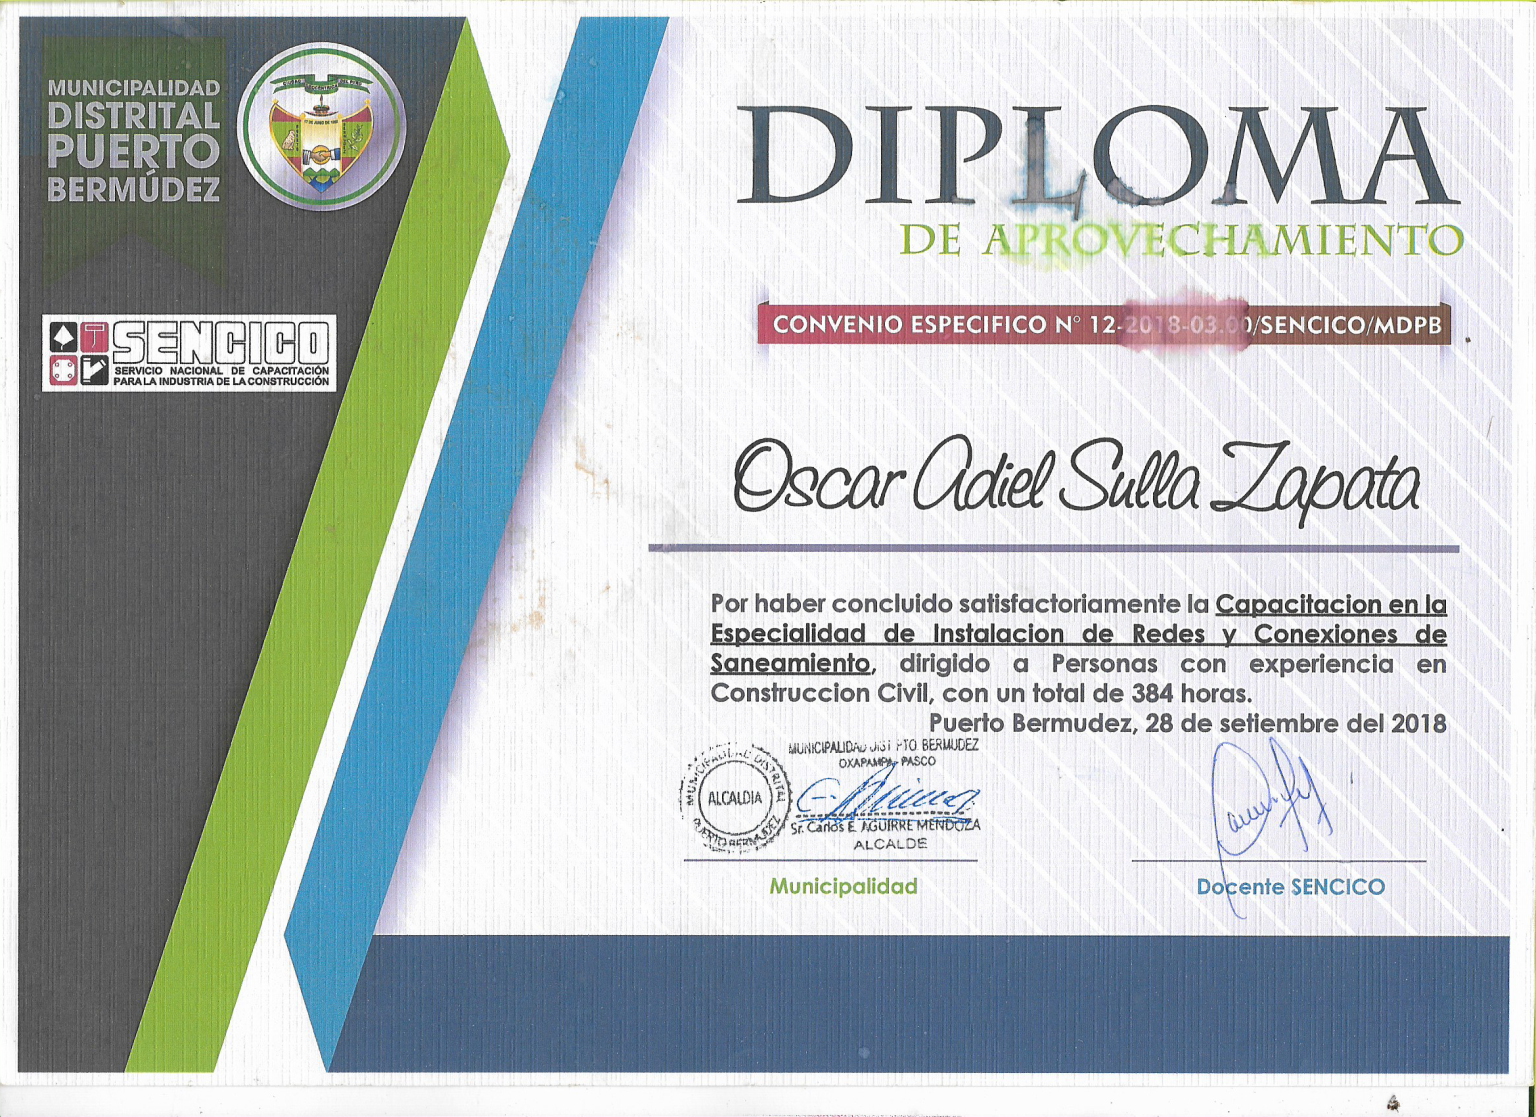 MUNICIPALIDAD
DISTRITAL
PUERTO
BERMÚDEZ
SENCICO
SERVICIO NACIONAL DE CAPACITACIÓN
PARA LA INDUSTRIA DE LA CONSTRUCCIÓN
DIPLOMA
DE APROVECHAMIENTO
CONVENIO ESPECIFICO N° 12-2018-03.00/SENCICO/MDPB
Oscar Adiel Sulla Zapata
Por haber concluido satisfactoriamente la Capacitacion en la
Especialidad de Instalacion de Redes y Conexiones de
Saneamiento, dirigido a Personas con experiencia en
Construccion Civil, con un total de 384 horas.
Puerto Bermudez, 28 de setiembre del 2018
MUNICIPALIDAD DISTRITAL
PUERTO BERMUDEZ
ALCALDIA
MUNICIPALIDAD DIST PTO BERMUDEZ
OXAPAMPA - PASCO
Sr. Carlos E. AGUIRRE MENDOZA
ALCALDE
Municipalidad
Docente SENCICO